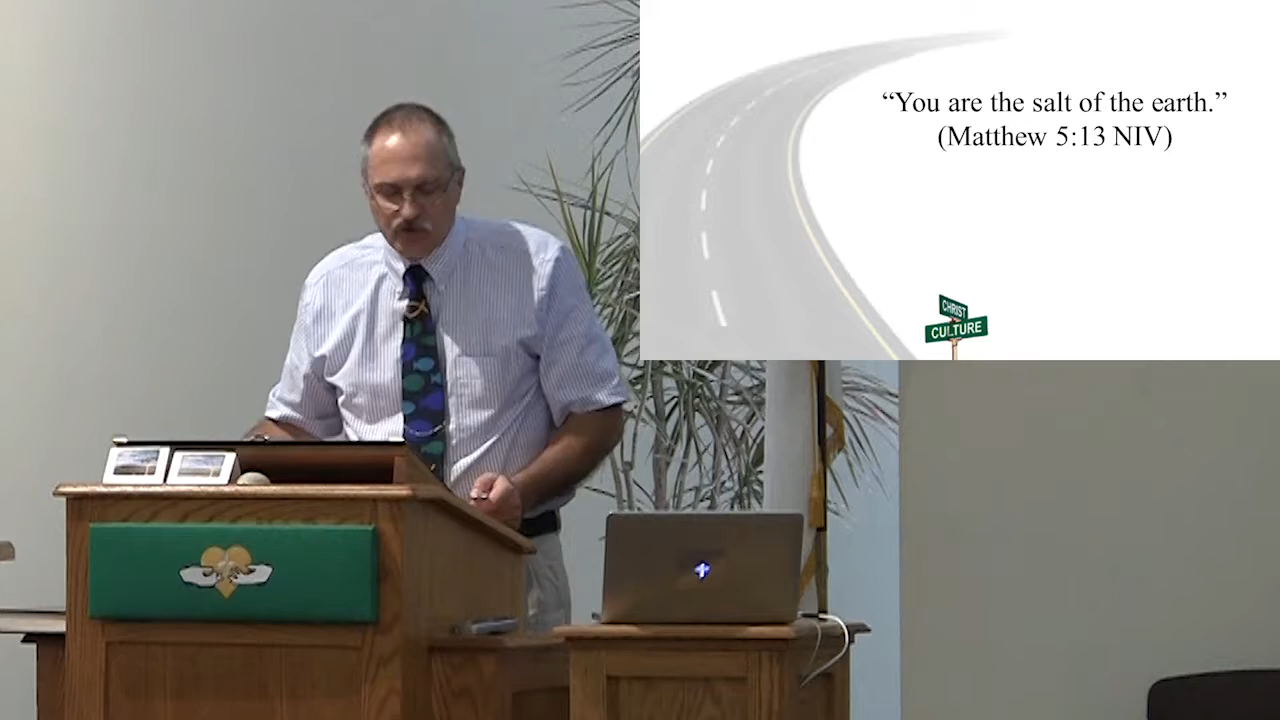 “You are the salt of the earth.”
(Matthew 5:13 NIV)
CHRIST
CULTURE